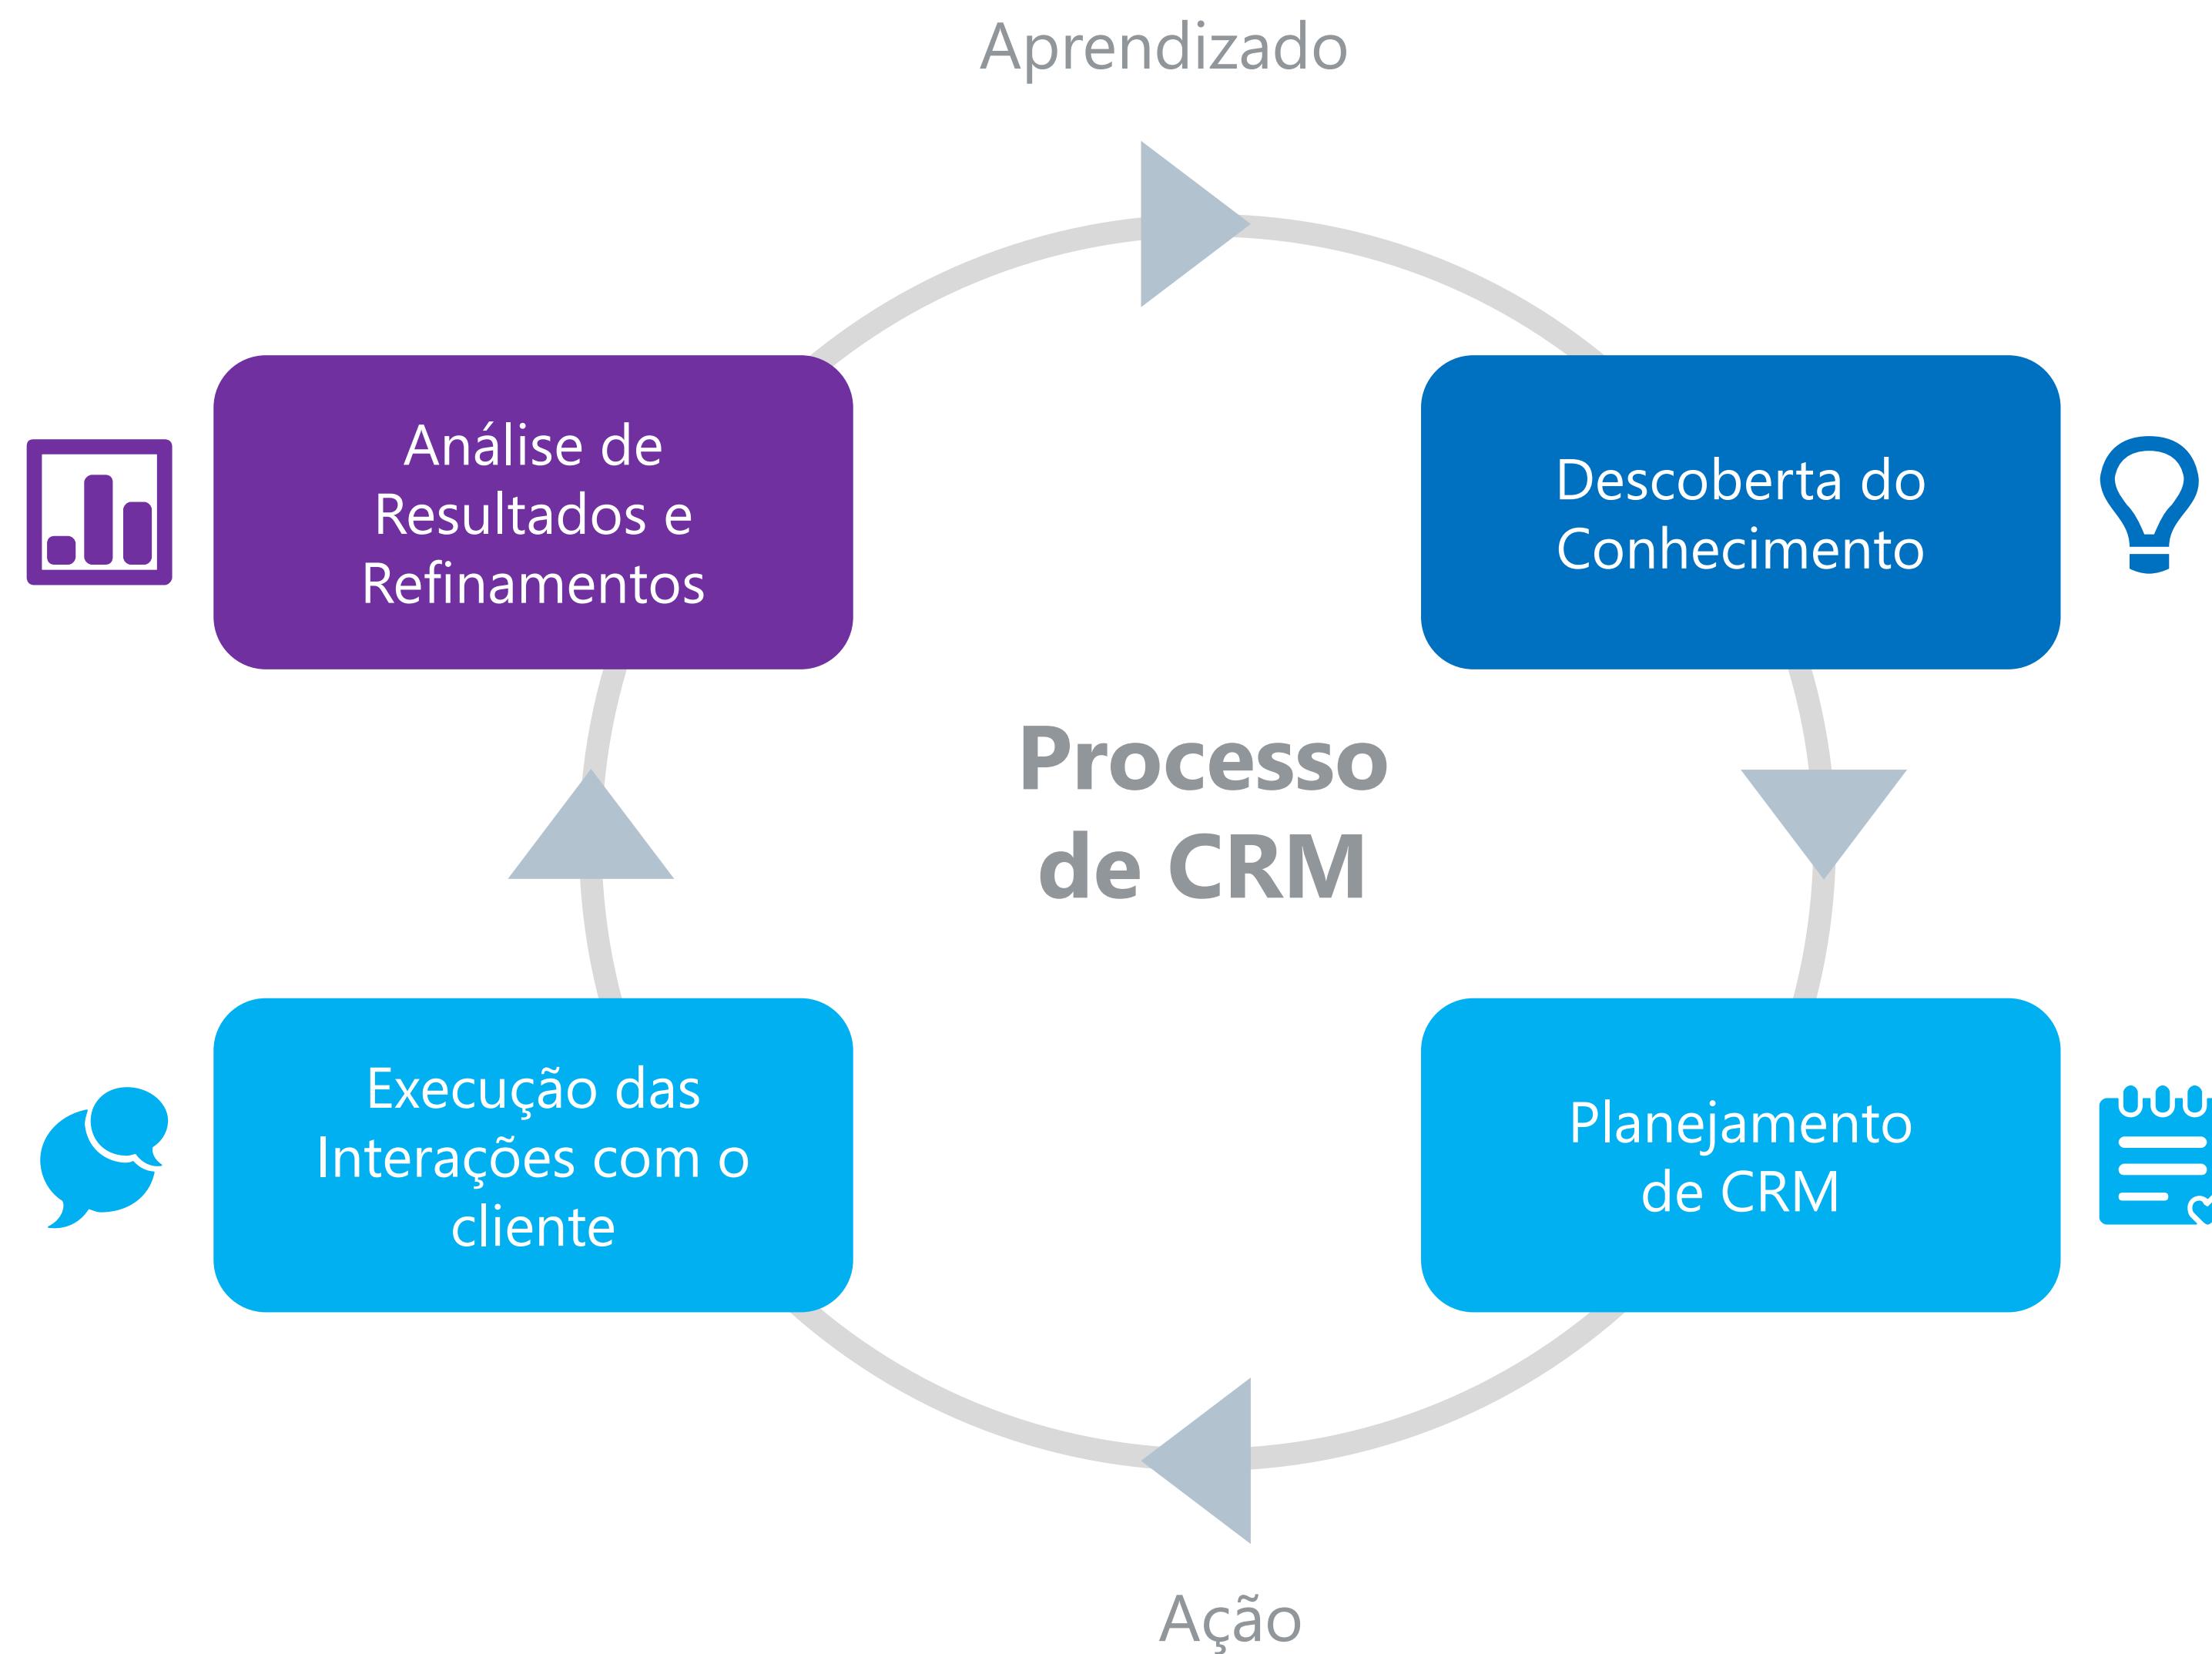 Aprendizado
Análise de
Resultados e
Refinamentos
Descoberta do
Conhecimento
Processo
de CRM
Execução das
Interações com o
cliente
Planejamento
de CRM
Ação